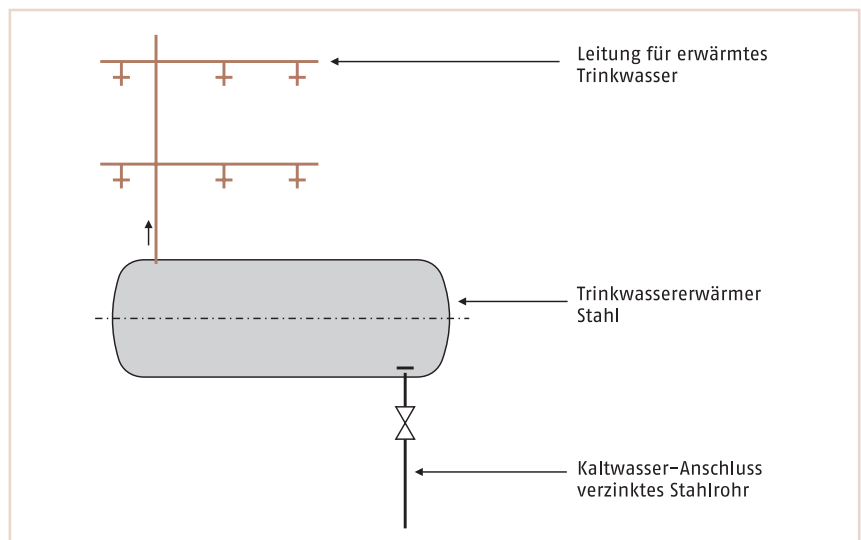 Leitung für erwärmtes
Trinkwasser
Trinkwassererwärmer
Stahl
Kaltwasser-Anschluss
verzinktes Stahlrohr